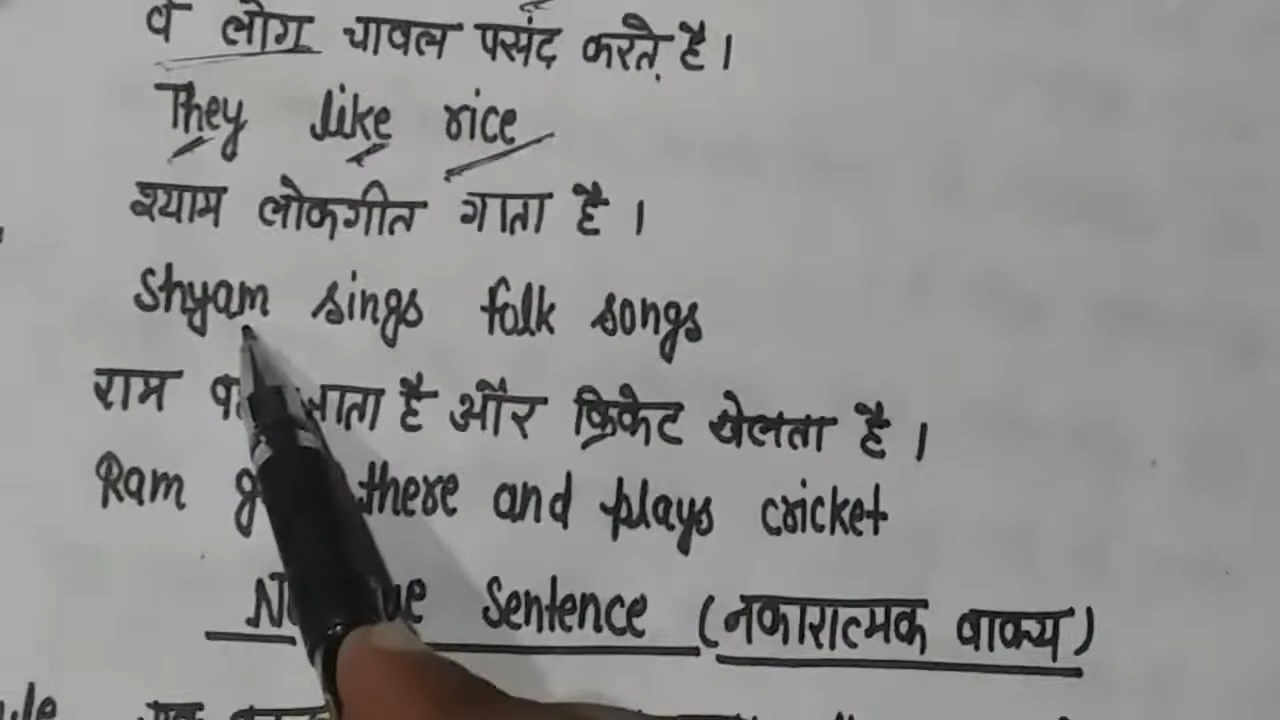 वे लोग चावल पसंद करते है।
They like rice
श्याम लोकगीत गाता है।
Shyam sings folk songs
राम जाता है और क्रिकेट खेलता है।
Ram there and plays cricket
Sentence (नकारात्मक वाक्य)